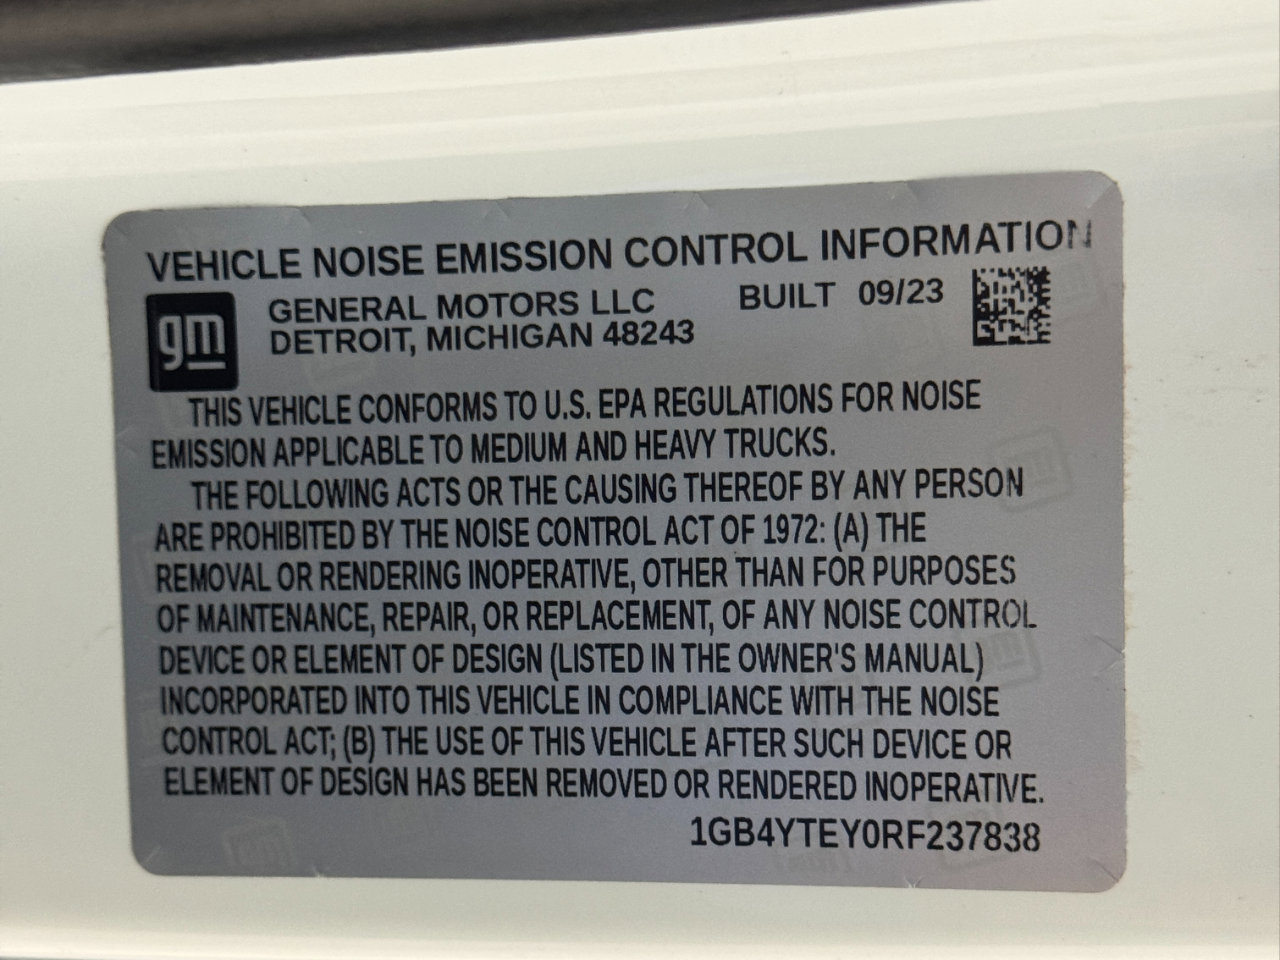 VEHICLE NOISE EMISSION CONTROL INFORMATION
gm
GENERAL MOTORS LLC BUILT 09/23
DETROIT, MICHIGAN 48243
THIS VEHICLE CONFORMS TO U.S. EPA REGULATIONS FOR NOISE
EMISSION APPLICABLE TO MEDIUM AND HEAVY TRUCKS.
THE FOLLOWING ACTS OR THE CAUSING THEREOF BY ANY PERSON
ARE PROHIBITED BY THE NOISE CONTROL ACT OF 1972: (A) THE
REMOVAL OR RENDERING INOPERATIVE, OTHER THAN FOR PURPOSES
OF MAINTENANCE, REPAIR, OR REPLACEMENT, OF ANY NOISE CONTROL
DEVICE OR ELEMENT OF DESIGN (LISTED IN THE OWNER'S MANUAL)
INCORPORATED INTO THIS VEHICLE IN COMPLIANCE WITH THE NOISE
CONTROL ACT; (B) THE USE OF THIS VEHICLE AFTER SUCH DEVICE OR
ELEMENT OF DESIGN HAS BEEN REMOVED OR RENDERED INOPERATIVE.
1GB4YTEY0RF237838